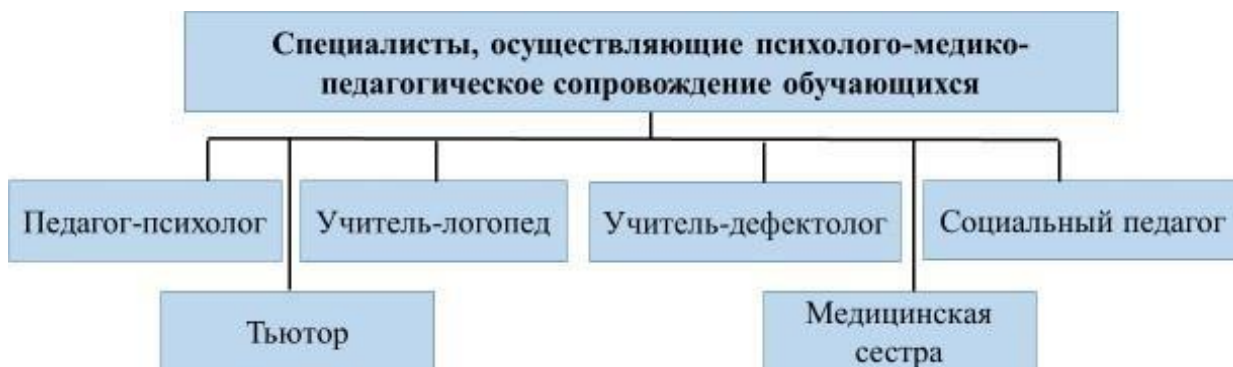 Специалисты, осуществляющие психолого-медико-
педагогическое сопровождение обучающихся
Педагог-психолог
Учитель-логопед
Учитель-дефектолог
Социальный педагог
Тьютор
Медицинская
сестра